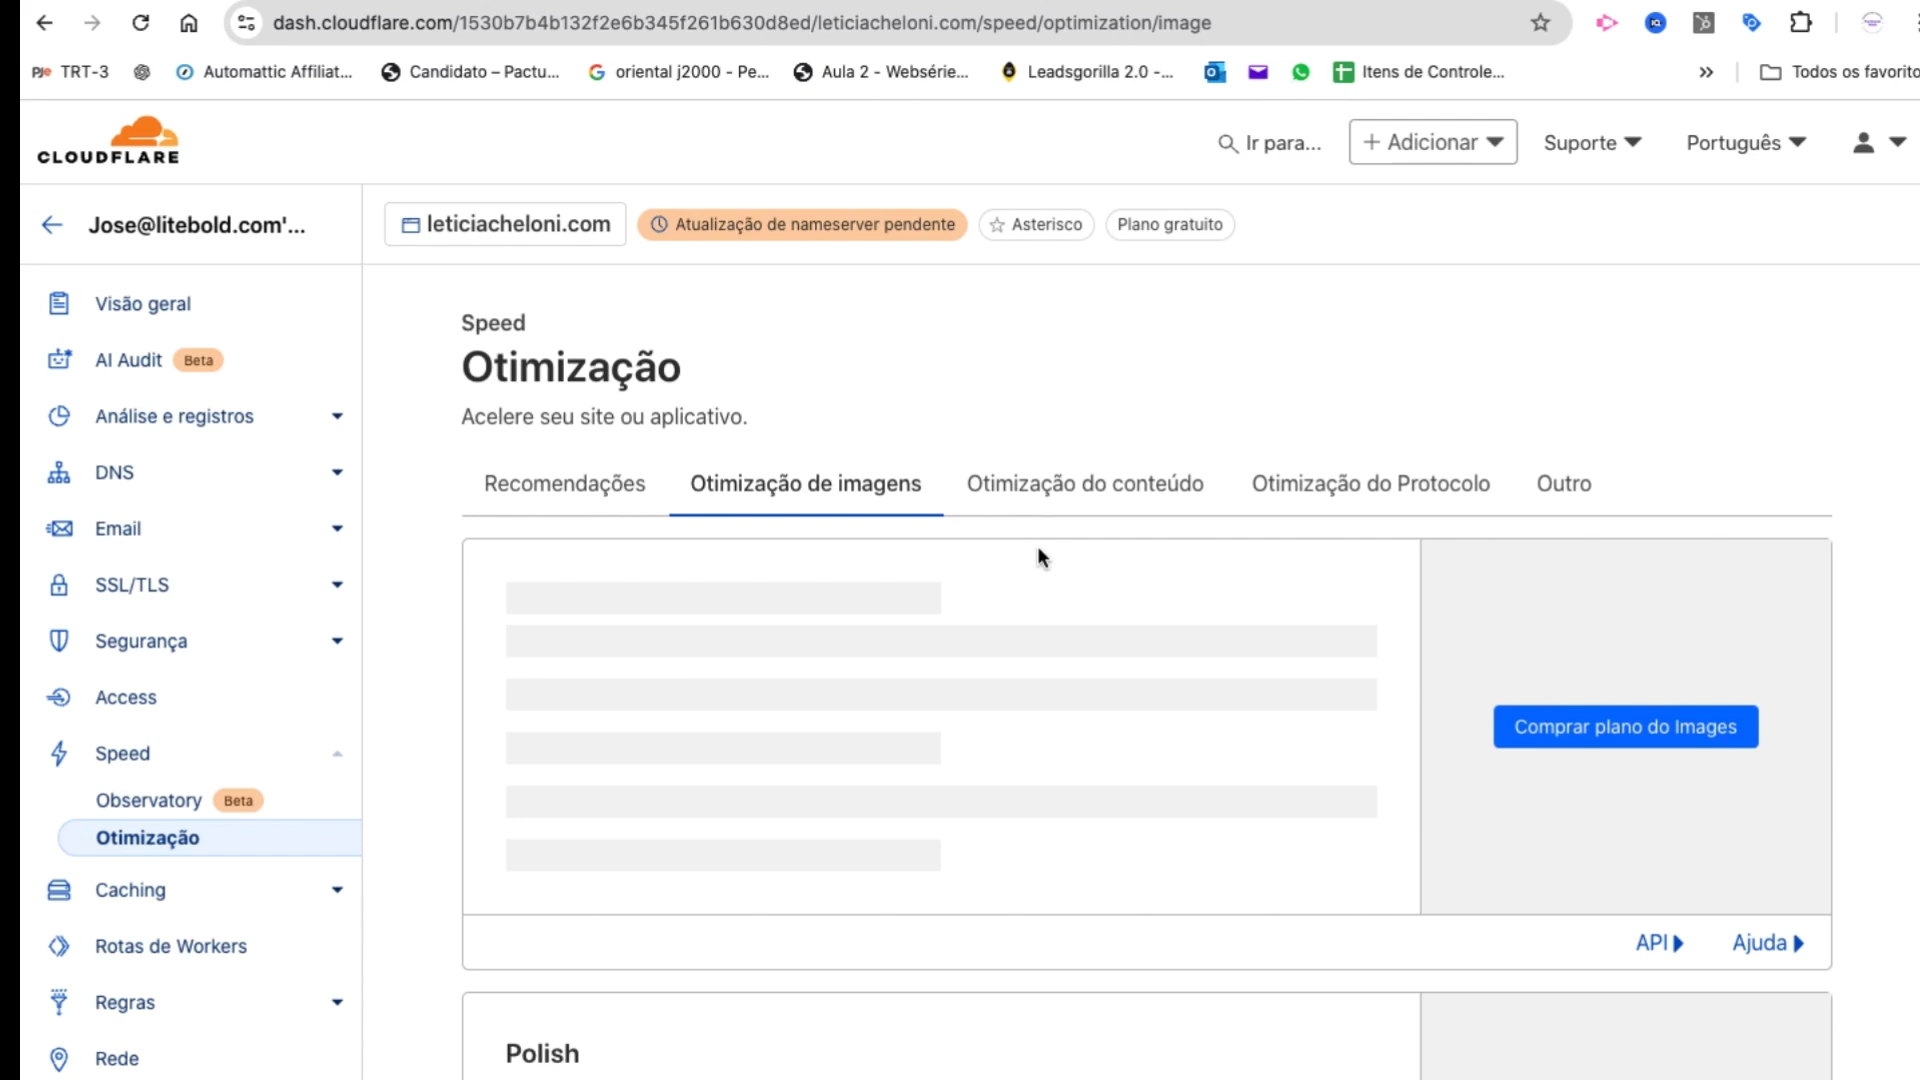 dash.cloudflare.com/1530b7b4b132f2e6b345f261b630d8ed/leticiacheloni.com/speed/optimization/image
PJe TRT-3 Automattic Affiliat... Candidato – Pactu... oriental j2000 - Pe... Aula 2 - Websérie... Leadsgorilla 2.0 -... Itens de Controle... » Todos os favorito
CLOUDFLARE
Ir para... + Adicionar Suporte Português
Jose@litebold.com'...
leticiacheloni.com Atualização de nameserver pendente Asterisco Plano gratuito
Visão geral
AI Audit Beta
Análise e registros
DNS
Email
SSL/TLS
Segurança
Access
Speed
Observatory Beta
Otimização
Caching
Rotas de Workers
Regras
Rede
Speed
Otimização
Acelere seu site ou aplicativo.
Recomendações Otimização de imagens Otimização do conteúdo Otimização do Protocolo Outro
Comprar plano do Images
API Ajuda
Polish